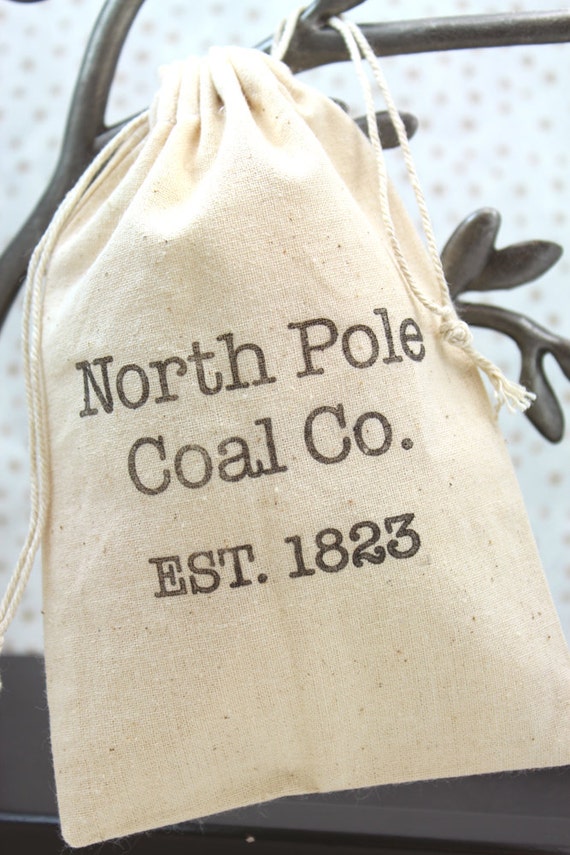 North Pole
Coal Co.
EST. 1823